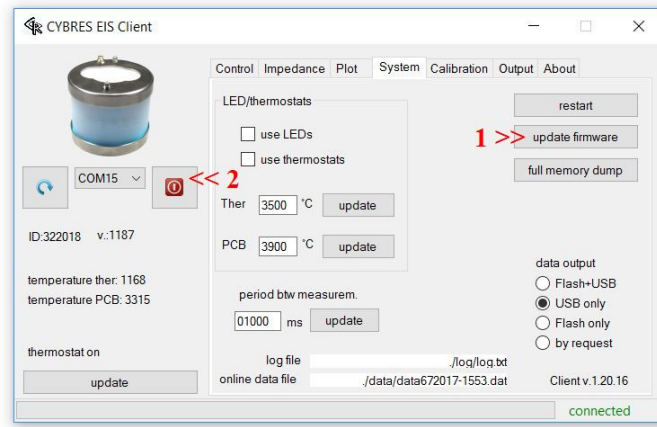 CYBRES EIS Client
Control Impedance Plot System Calibration Output About
LED/thermostats
use LEDs
use thermostats
Ther 3500 °C update
PCB 3900 °C update
period btw measurem.
01000 ms update
restart
1 >> update firmware
full memory dump
COM15
<< 2
ID:322018 v.:1187
temperature ther: 1168
temperature PCB: 3315
thermostat on
update
data output
Flash+USB
USB only
Flash only
by request
log file ./log/log.txt
online data file ./data/data672017-1553.dat
Client v.1.20.16
connected